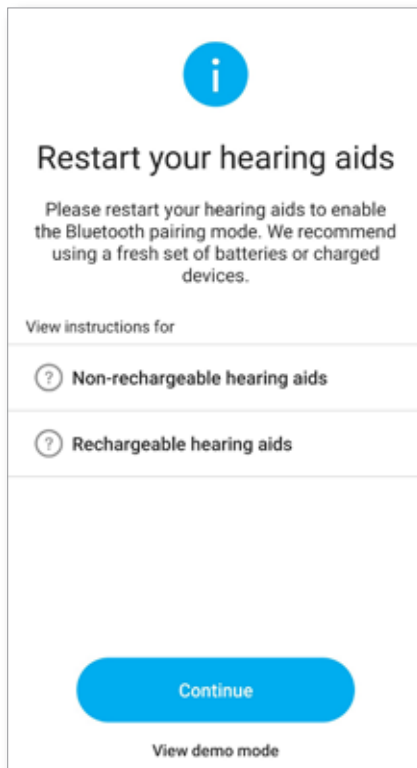 i
Restart your hearing aids
Please restart your hearing aids to enable
the Bluetooth pairing mode. We recommend
using a fresh set of batteries or charged
devices.
View instructions for
? Non-rechargeable hearing aids
? Rechargeable hearing aids
Continue
View demo mode